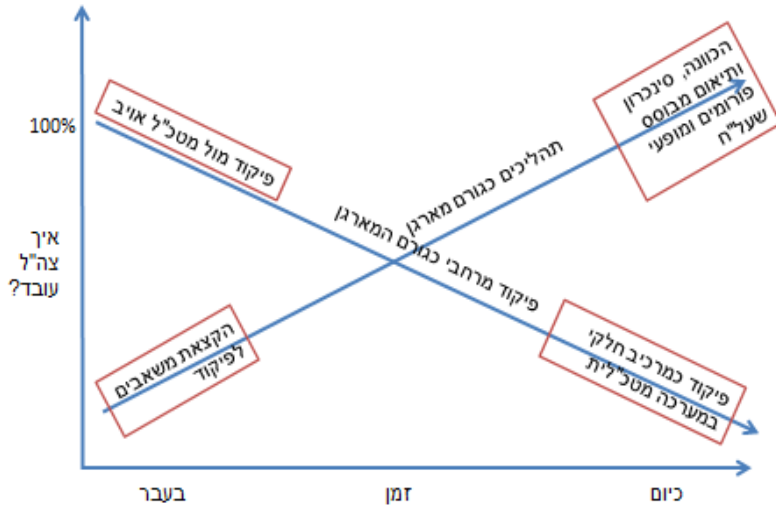 הכוונה, סינכרון
ותיאום מבוסס
פורומים ומופעי
שעל"ח
100%
פיקוד מול מטכ"ל אויב
תהליכים כגורם מארגן
פיקוד מרחבי כגורם המארגן
איך
צה"ל
עובד?
הקצאת משאבים
לפיקוד
פיקוד כמרכיב חלקי
במערכה מטכ"לית
בעבר
זמן
כיום